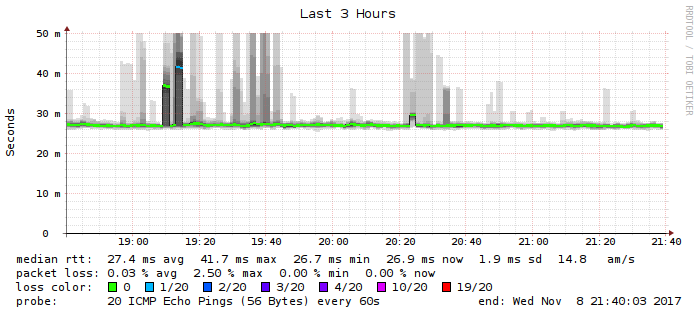 Last 3 Hours
RRDTOOL / TOBI OETIKER
Seconds
50 m
40 m
30 m
20 m
10 m
0
19:00 19:20 19:40 20:00 20:20 20:40 21:00 21:20 21:40
median rtt: 27.4 ms avg 41.7 ms max 26.7 ms min 26.9 ms now 1.9 ms sd 14.8 am/s
packet loss: 0.03 % avg 2.50 % max 0.00 % min 0.00 % now
loss color: 0 1/20 2/20 3/20 4/20 10/20 19/20
probe: 20 ICMP Echo Pings (56 Bytes) every 60s end: Wed Nov 8 21:40:03 2017